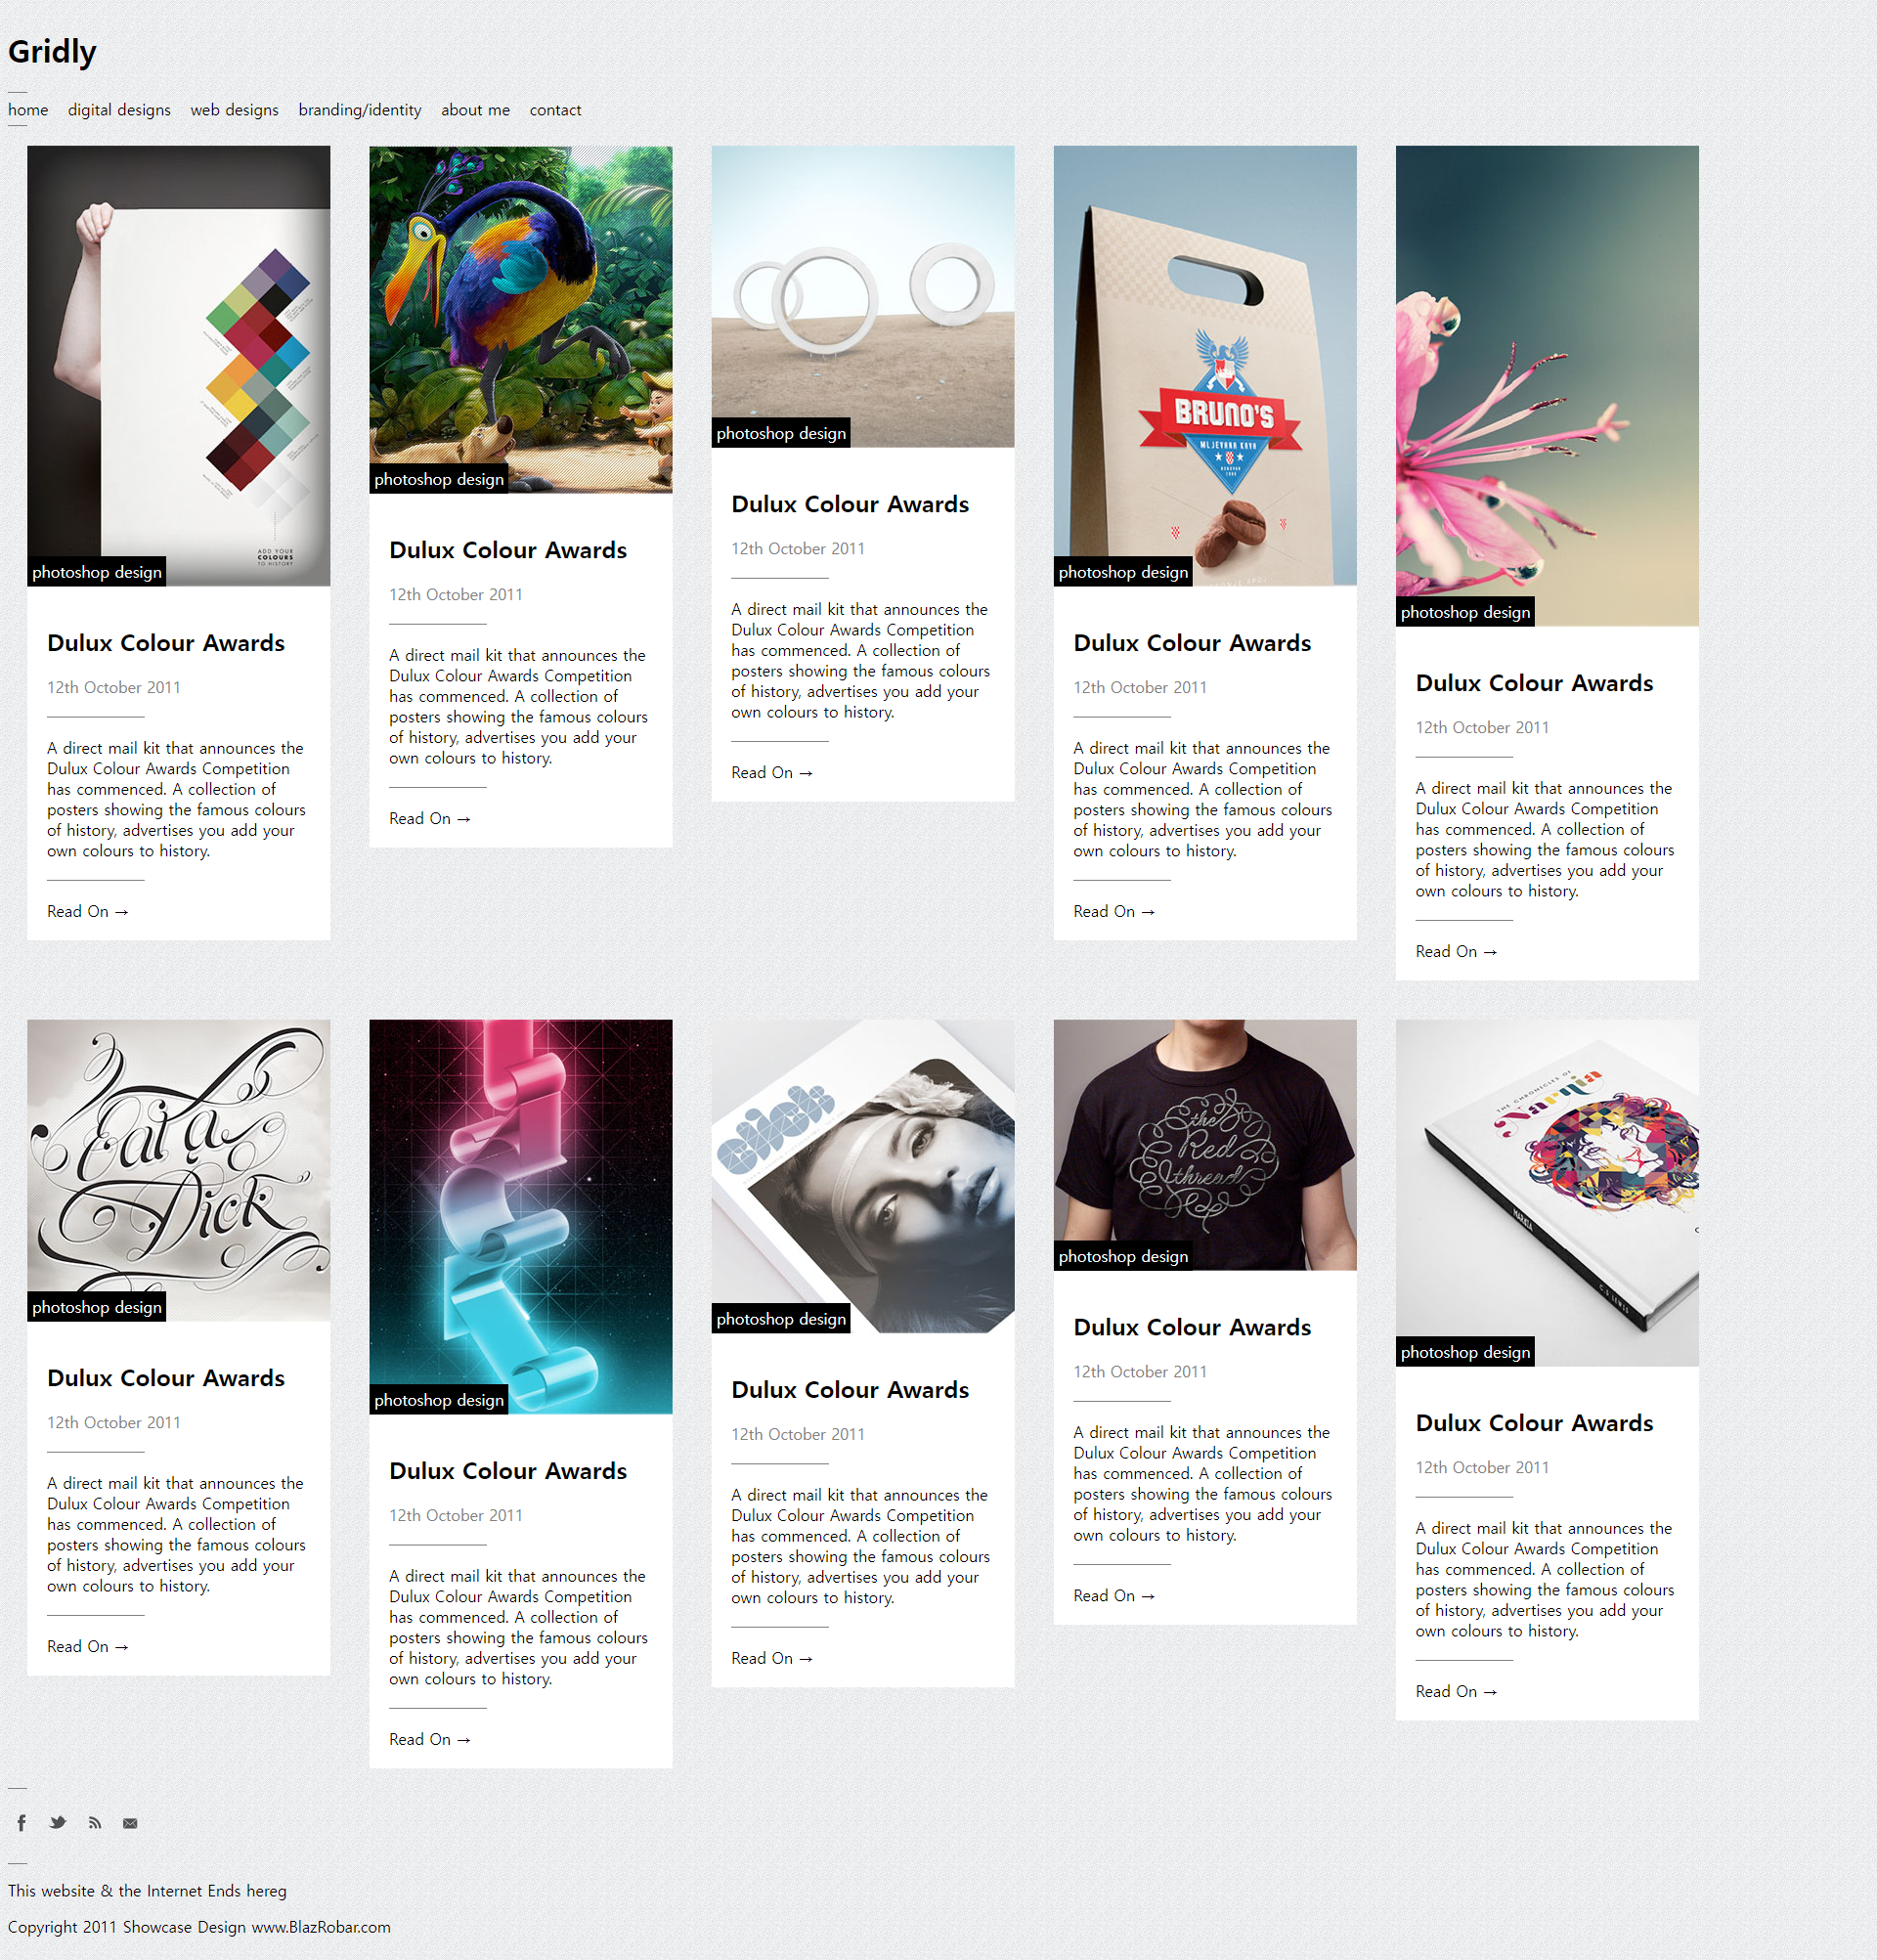 Gridly
home digital designs web designs branding/identity about me contact
ADD YOUR
COLOURS
TO HISTORY
photoshop design
Dulux Colour Awards
12th October 2011
A direct mail kit that announces the
Dulux Colour Awards Competition
has commenced. A collection of
posters showing the famous colours
of history, advertises you add your
own colours to history.
Read On →
photoshop design
Dulux Colour Awards
12th October 2011
A direct mail kit that announces the
Dulux Colour Awards Competition
has commenced. A collection of
posters showing the famous colours
of history, advertises you add your
own colours to history.
Read On →
photoshop design
Dulux Colour Awards
12th October 2011
A direct mail kit that announces the
Dulux Colour Awards Competition
has commenced. A collection of
posters showing the famous colours
of history, advertises you add your
own colours to history.
Read On →
BRUNO'S
MLJEVENA KAVA
photoshop design
Dulux Colour Awards
12th October 2011
A direct mail kit that announces the
Dulux Colour Awards Competition
has commenced. A collection of
posters showing the famous colours
of history, advertises you add your
own colours to history.
Read On →
photoshop design
Dulux Colour Awards
12th October 2011
A direct mail kit that announces the
Dulux Colour Awards Competition
has commenced. A collection of
posters showing the famous colours
of history, advertises you add your
own colours to history.
Read On →
Eat a
Dick
photoshop design
Dulux Colour Awards
12th October 2011
A direct mail kit that announces the
Dulux Colour Awards Competition
has commenced. A collection of
posters showing the famous colours
of history, advertises you add your
own colours to history.
Read On →
photoshop design
Dulux Colour Awards
12th October 2011
A direct mail kit that announces the
Dulux Colour Awards Competition
has commenced. A collection of
posters showing the famous colours
of history, advertises you add your
own colours to history.
Read On →
photoshop design
Dulux Colour Awards
12th October 2011
A direct mail kit that announces the
Dulux Colour Awards Competition
has commenced. A collection of
posters showing the famous colours
of history, advertises you add your
own colours to history.
Read On →
the
Red
thread
photoshop design
Dulux Colour Awards
12th October 2011
A direct mail kit that announces the
Dulux Colour Awards Competition
has commenced. A collection of
posters showing the famous colours
of history, advertises you add your
own colours to history.
Read On →
THE CHRONICLES OF
Narnia
C.S LEWIS
photoshop design
Dulux Colour Awards
12th October 2011
A direct mail kit that announces the
Dulux Colour Awards Competition
has commenced. A collection of
posters showing the famous colours
of history, advertises you add your
own colours to history.
Read On →
This website & the Internet Ends hereg
Copyright 2011 Showcase Design www.BlazRobar.com